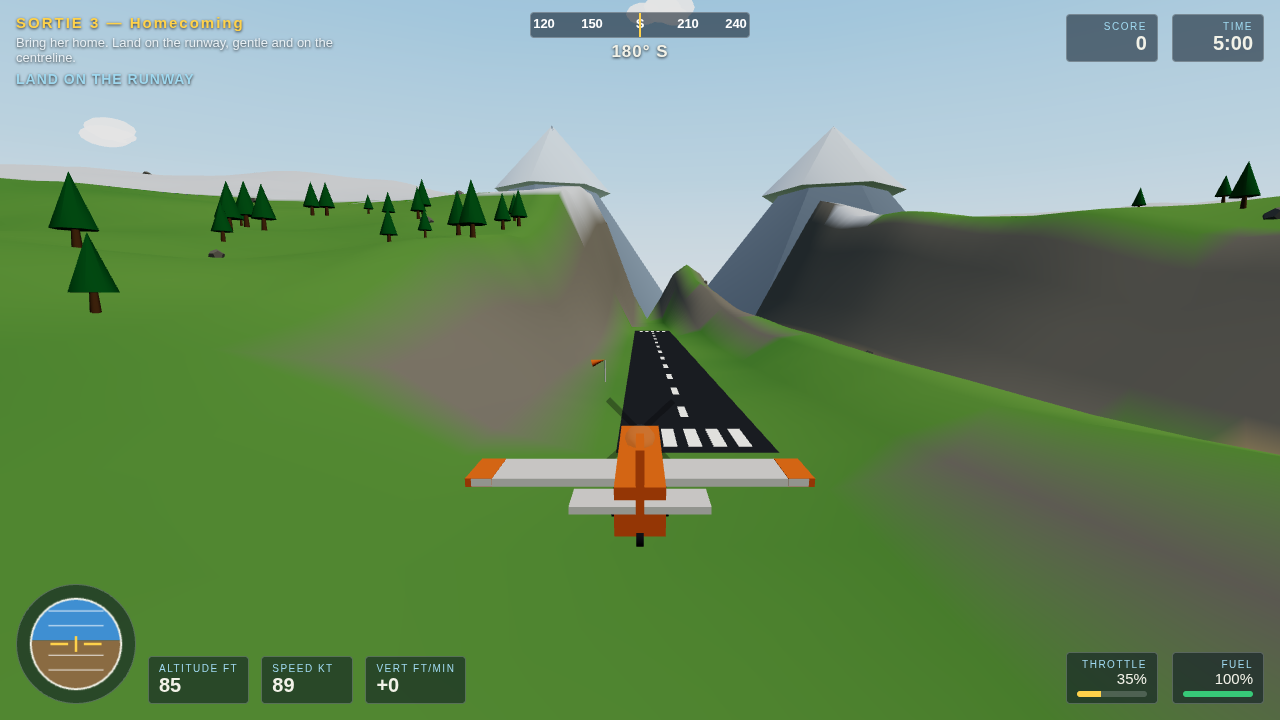 SORTIE 3 — Homecoming
Bring her home. Land on the runway, gentle and on the
centreline.
LAND ON THE RUNWAY
120 150 S 210 240
180° S
SCORE
0
TIME
5:00
ALTITUDE FT
85
SPEED KT
89
VERT FT/MIN
+0
THROTTLE
35%
FUEL
100%